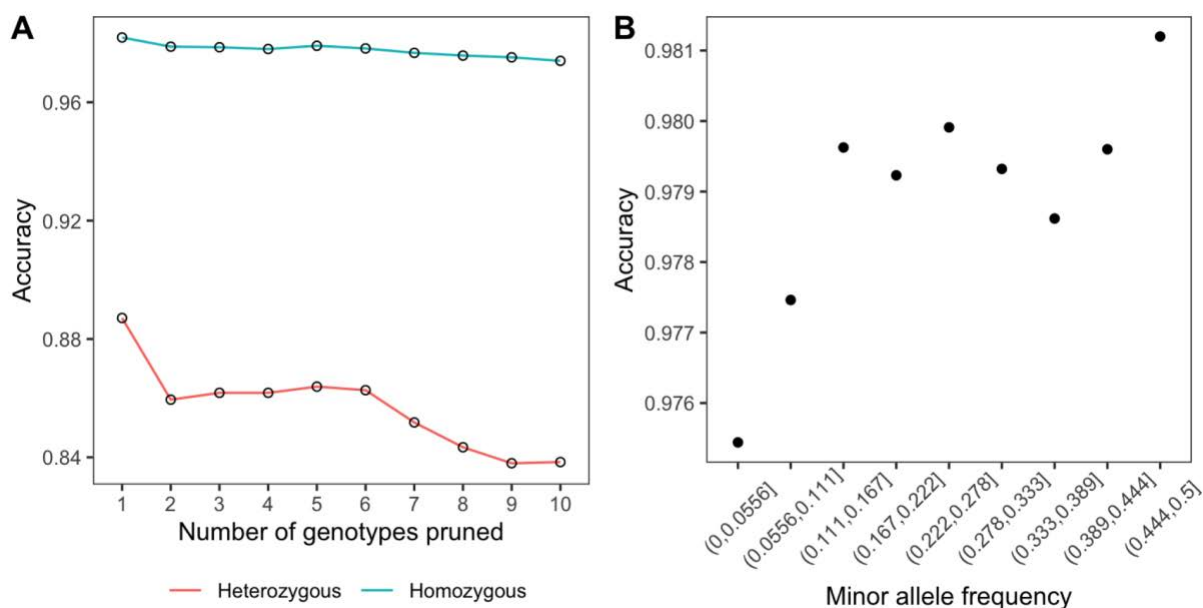 A
0.96
0.92
0.88
0.84
Accuracy
1 2 3 4 5 6 7 8 9 10
Number of genotypes pruned
Heterozygous Homozygous
B
0.981
0.980
0.979
0.978
0.977
0.976
Accuracy
(0,0.0556]
(0.0556,0.111]
(0.111,0.167]
(0.167,0.222]
(0.222,0.278]
(0.278,0.333]
(0.333,0.389]
(0.389,0.444]
(0.444,0.5]
Minor allele frequency